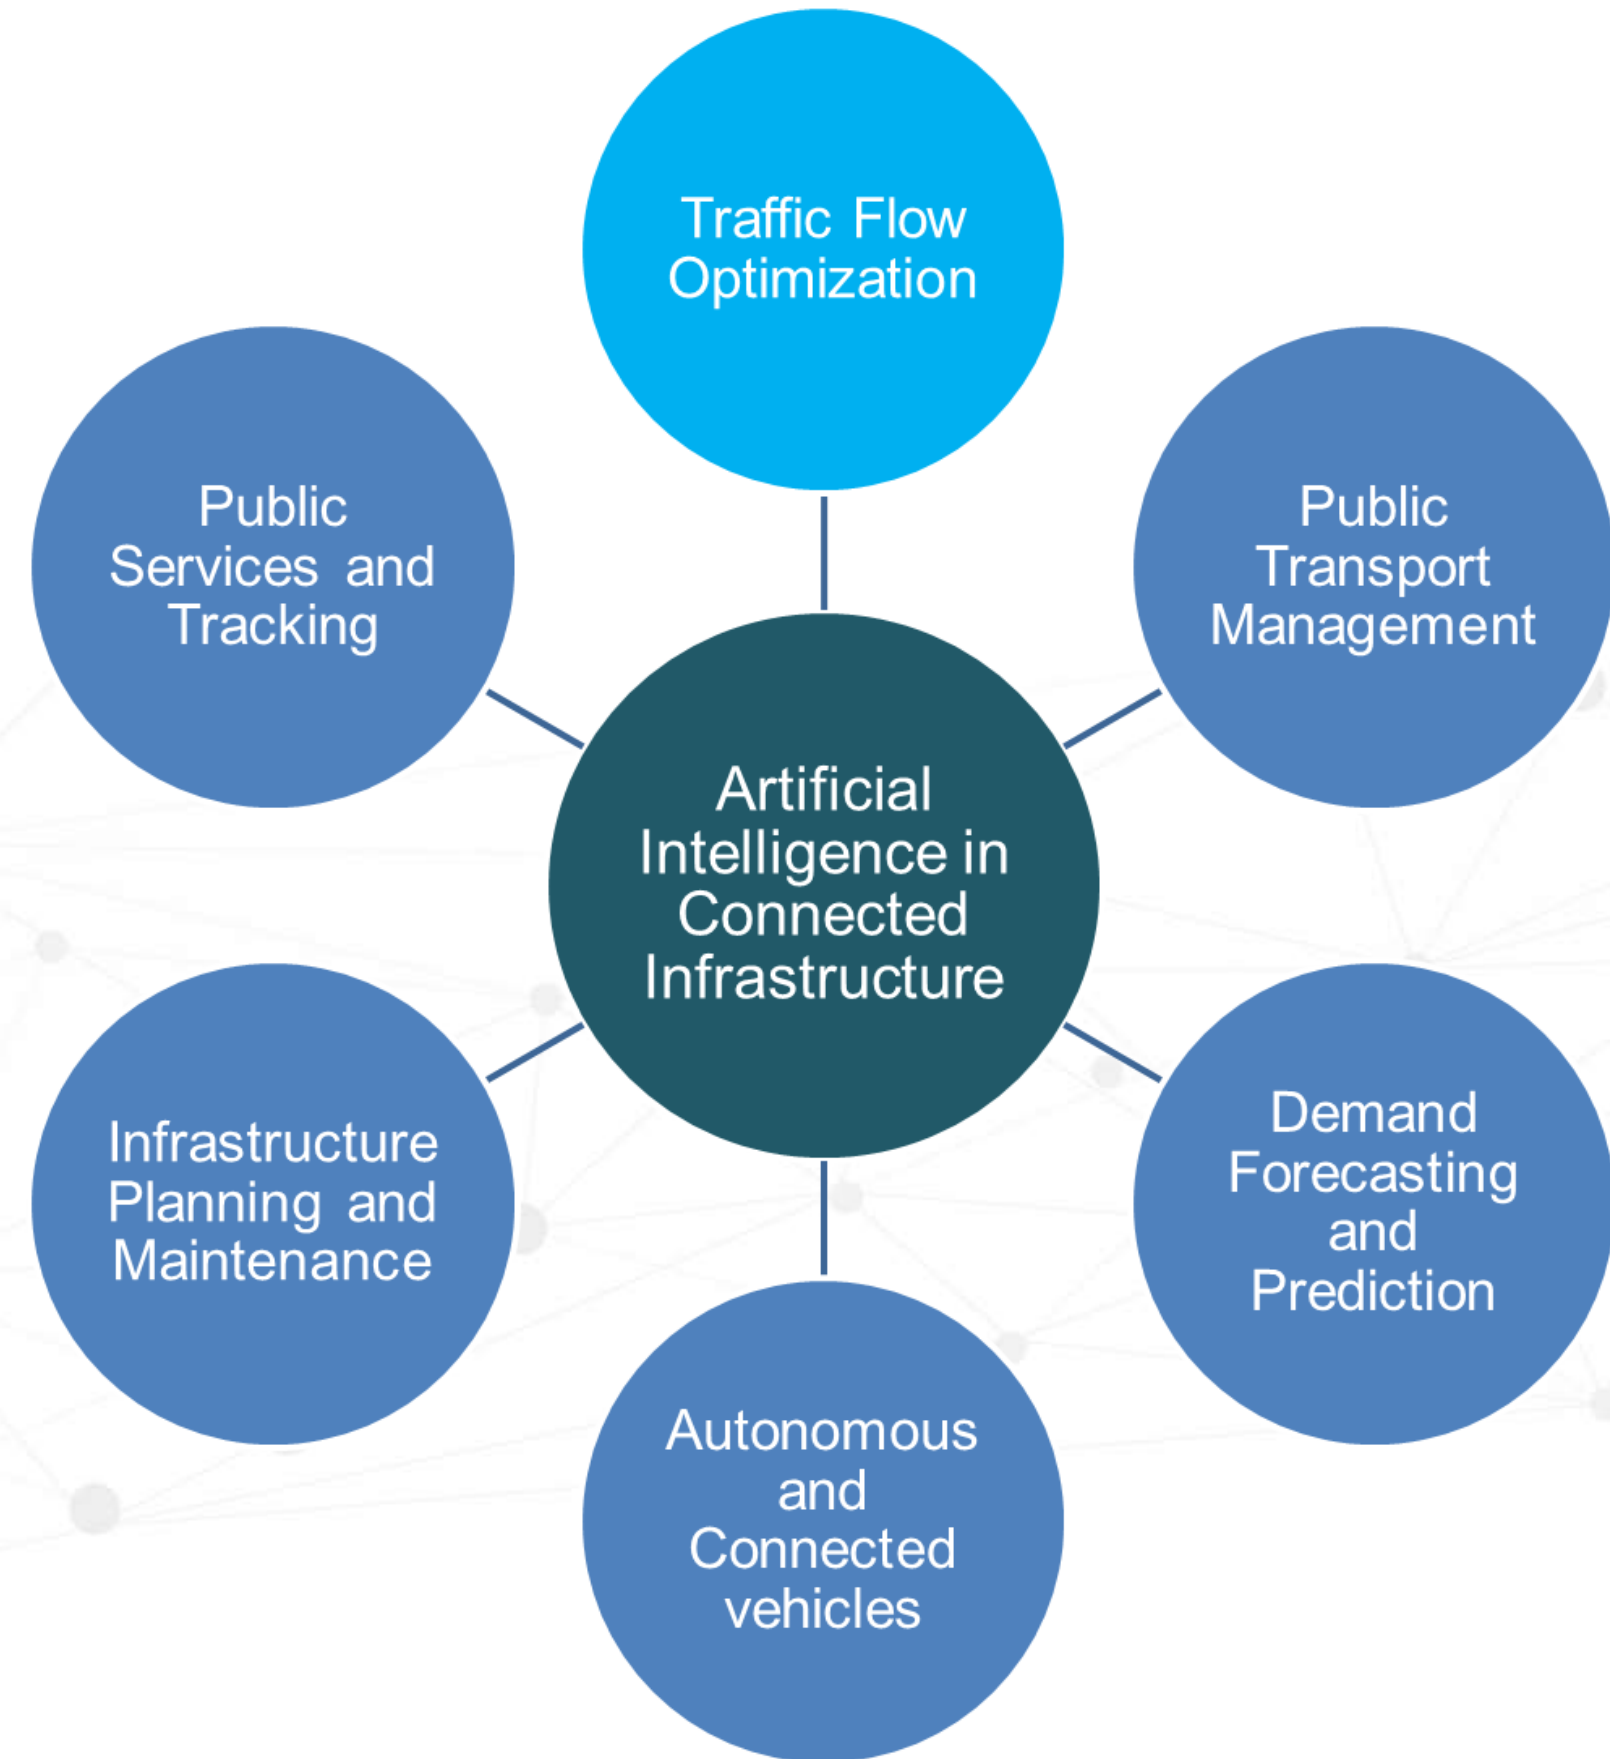 Traffic Flow
Optimization
Public
Services and
Tracking
Public
Transport
Management
Artificial
Intelligence in
Connected
Infrastructure
Infrastructure
Planning and
Maintenance
Demand
Forecasting
and
Prediction
Autonomous
and
Connected
vehicles